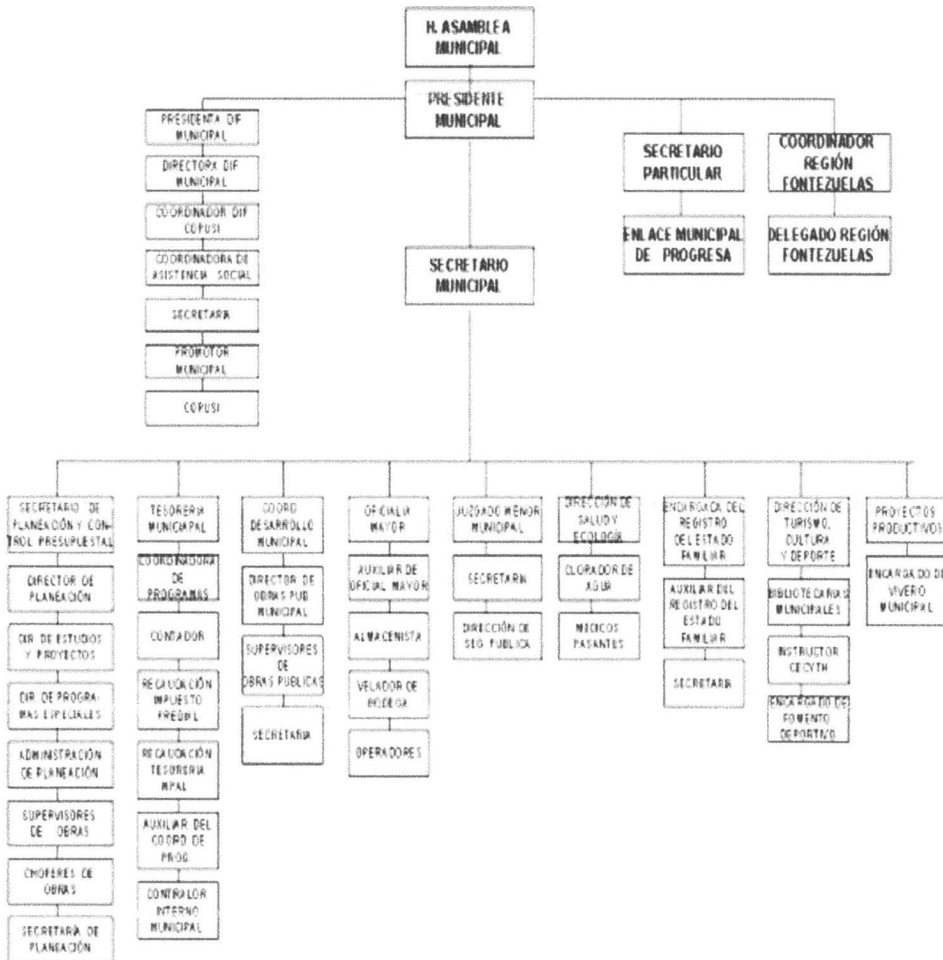 H. ASAMBLEA
MUNICIPAL
PRESIDENTE
MUNICIPAL
PRESIDENTA DIF
MUNICIPAL
DIRECTORA DIF
MUNICIPAL
COORDINADOR DIF
COPUSI
COORDINADORA DE
ASISTENCIA SOCIAL
SECRETARIA
PROMOTOR
MUNICIPAL
COPUSI
SECRETARIO
PARTICULAR
ENLACE MUNICIPAL
DE PROGRESA
COORDINADOR
REGIÓN
FONTEZUELAS
DELEGADO REGIÓN
FONTEZUELAS
SECRETARIO
MUNICIPAL
SECRETARIO DE
PLANEACIÓN Y CON-
TROL PRESUPUESTAL
DIRECTOR DE
PLANEACIÓN
DIR DE ESTUDIOS
Y PROYECTOS
DIR DE PROGRA-
MAS ESPECIALES
ADMINISTRACIÓN
DE PLANEACIÓN
SUPERVISORES
DE OBRAS
CHOFERES DE
OBRAS
SECRETARÍA DE
PLANEACIÓN
TESORERIA
MUNICIAPAL
COORDINADORA
DE
PROGRAMAS
CONTADOR
RECAUDACIÓN
IMPUESTO
PREDIAL
RECAUDACIÓN
TESORERIA
MPAL
AUXILIAR DEL
COORD DE
PROG
CONTRALOR
INTERNO
MUNICIPAL
COORD
DESARROLLO
MUNICIPAL
DIRECTOR DE
OBRAS PUB
MUNICIPAL
SUPERVISORES
DE
OBRAS PUBLICAS
SECRETARIA
OFICIALIA
MAYOR
AUXILIAR DE
OFICIAL MAYOR
ALMACENISTA
VELADOR DE
BODEGA
OPERADORES
JUZGADO MENOR
MUNICIPAL
SECRETARIA
DIRECCIÓN DE
SEG PUBLICA
DIRECCIÓN DE
SALUD Y
ECOLOGÍA
CLORADOR DE
AGUA
MEDICOS
PASANTES
ENCARGADA DEL
REGISTRO
DEL ESTADO
FAMILIAR
AUXILIAR DEL
REGISTRO DEL
ESTADO
FAMILIAR
SECRETARIA
DIRECCIÓN DE
TURISMO,
CULTURA
Y DEPORTE
BIBLIOTECARIAS
MUNICIPALES
INSTRUCTOR
CECYTH
ENCARGADO DE
FOMENTO
DEPORTIVO
PROYECTOS
PRODUCTIVOS
ENCARGADO DE
VIVERO
MUNICIPAL